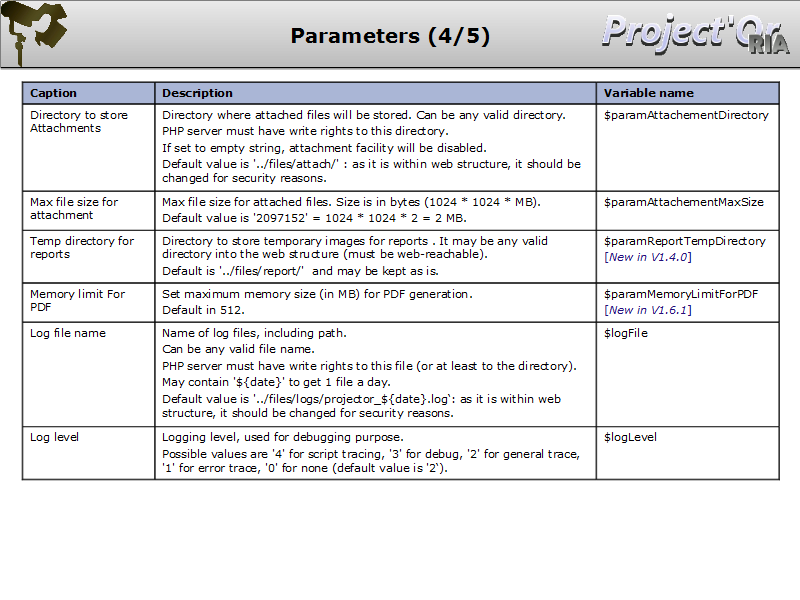 Parameters (4/5)
Project'Or
RIA
Caption Description Variable name
Directory to store
Attachments
Directory where attached files will be stored. Can be any valid directory.
PHP server must have write rights to this directory.
If set to empty string, attachment facility will be disabled.
Default value is '../files/attach/' : as it is within web structure, it should be
changed for security reasons.
$paramAttachementDirectory
Max file size for
attachment
Max file size for attached files. Size is in bytes (1024 * 1024 * MB).
Default value is '2097152' = 1024 * 1024 * 2 = 2 MB.
$paramAttachementMaxSize
Temp directory for
reports
Directory to store temporary images for reports . It may be any valid
directory into the web structure (must be web-reachable).
Default is '../files/report/'  and may be kept as is.
$paramReportTempDirectory
[New in V1.4.0]
Memory limit For
PDF
Set maximum memory size (in MB) for PDF generation.
Default in 512.
$paramMemoryLimitForPDF
[New in V1.6.1]
Log file name
Name of log files, including path.
Can be any valid file name.
PHP server must have write rights to this file (or at least to the directory).
May contain '${date}' to get 1 file a day.
Default value is '../files/logs/projector_${date}.log‘: as it is within web
structure, it should be changed for security reasons.
$logFile
Log level
Logging level, used for debugging purpose.
Possible values are '4' for script tracing, '3' for debug, '2' for general trace,
'1' for error trace, '0' for none (default value is '2‘).
$logLevel